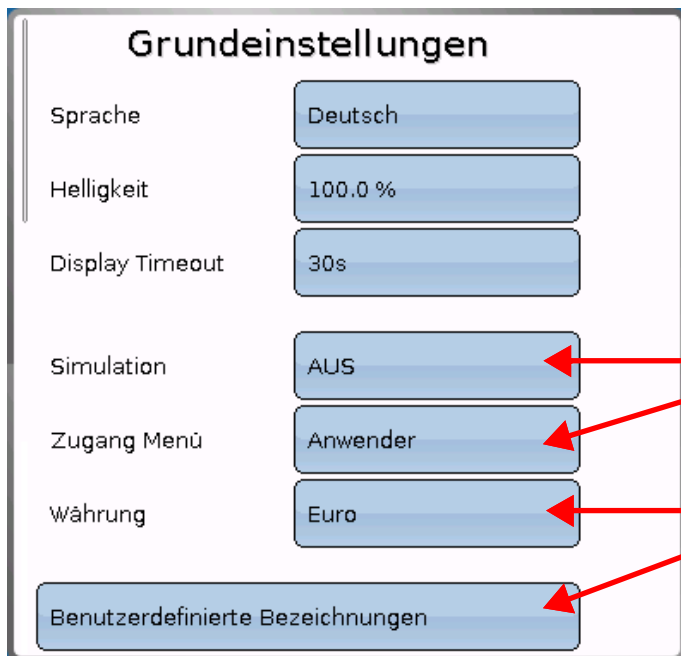 Grundeinstellungen
Sprache Deutsch
Helligkeit 100.0 %
Display Timeout 30s
Simulation AUS
Zugang Menü Anwender
Währung Euro
Benutzerdefinierte Bezeichnungen